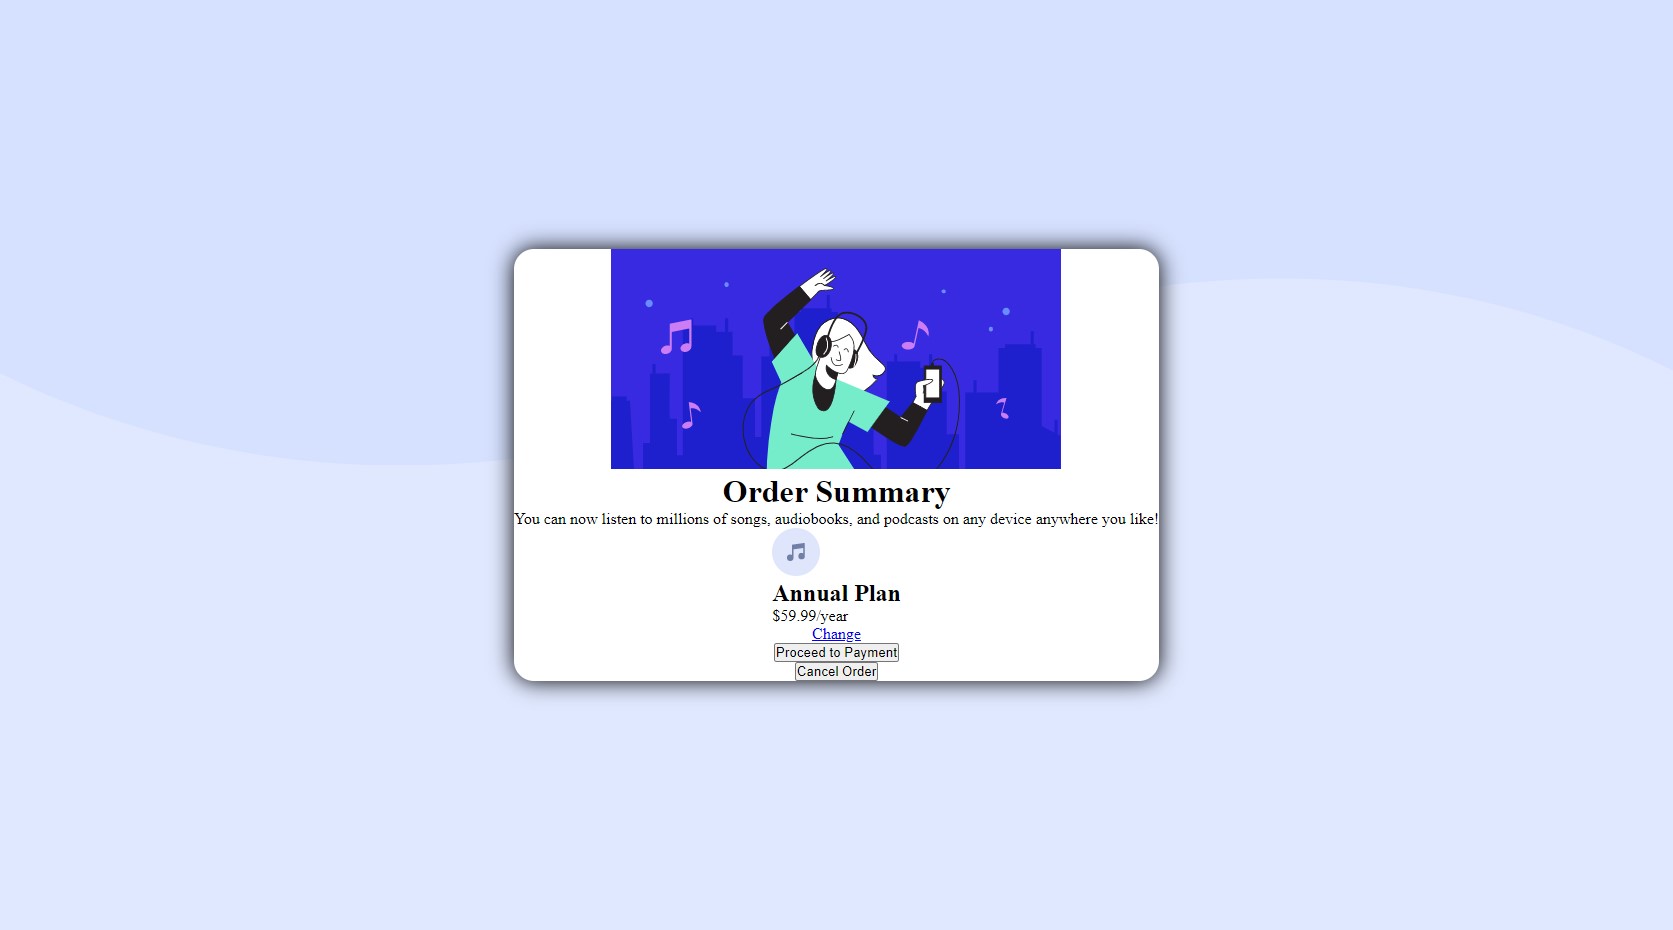 Order Summary
You can now listen to millions of songs, audiobooks, and podcasts on any device anywhere you like!
Annual Plan
$59.99/year
Change
Proceed to Payment
Cancel Order